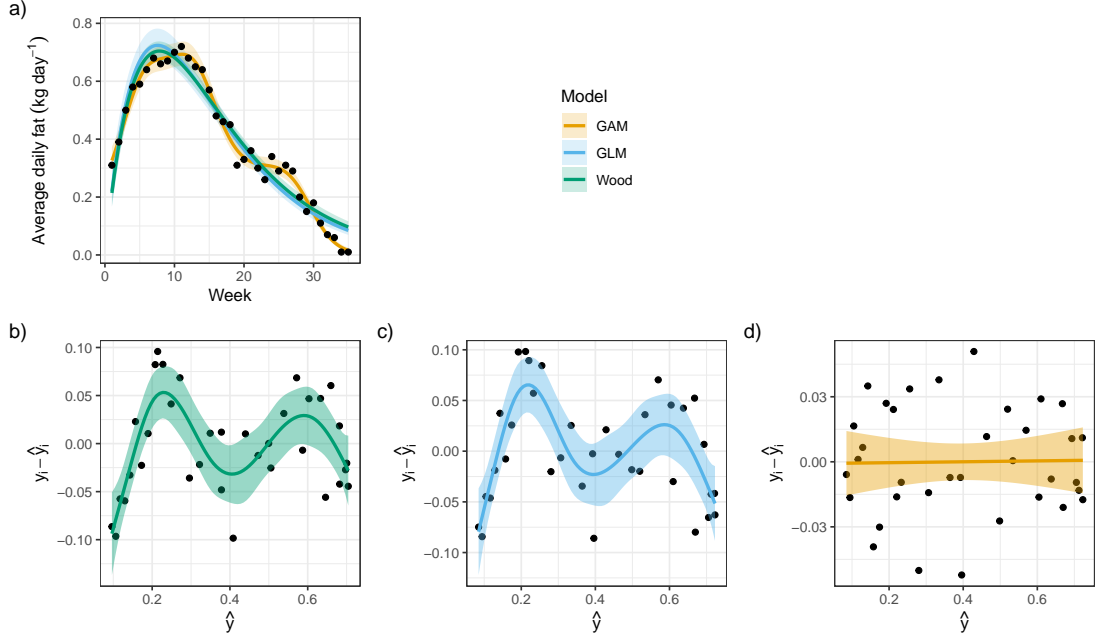 a)
Average daily fat (kg day⁻¹)
0.8
0.6
0.4
0.2
0.0
0
10
20
30
Week
Model
GAM
GLM
Wood
b)
yᵢ − ŷᵢ
0.10
0.05
0.00
−0.05
−0.10
0.2
0.4
0.6
ŷ
c)
yᵢ − ŷᵢ
0.10
0.05
0.00
−0.05
−0.10
0.2
0.4
0.6
ŷ
d)
yᵢ − ŷᵢ
0.03
0.00
−0.03
0.2
0.4
0.6
ŷ